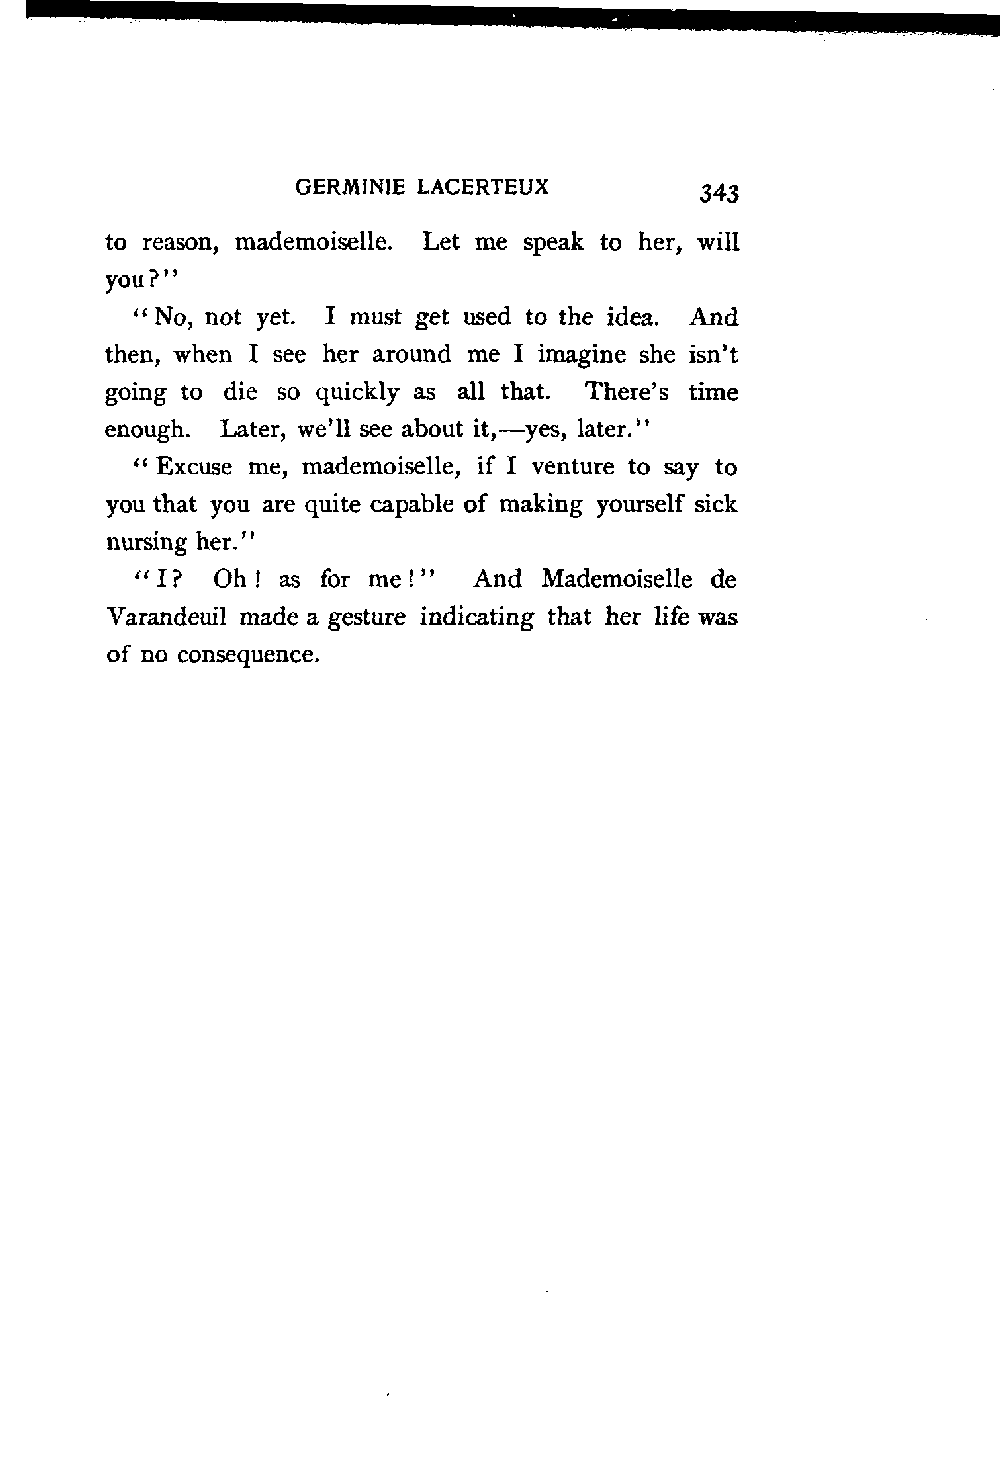 GERMINIE LACERTEUX 343
to reason, mademoiselle. Let me speak to her, will
you?"
"No, not yet. I must get used to the idea. And
then, when I see her around me I imagine she isn't
going to die so quickly as all that. There's time
enough. Later, we'll see about it,—yes, later."
"Excuse me, mademoiselle, if I venture to say to
you that you are quite capable of making yourself sick
nursing her."
"I? Oh! as for me!" And Mademoiselle de
Varandeuil made a gesture indicating that her life was
of no consequence.